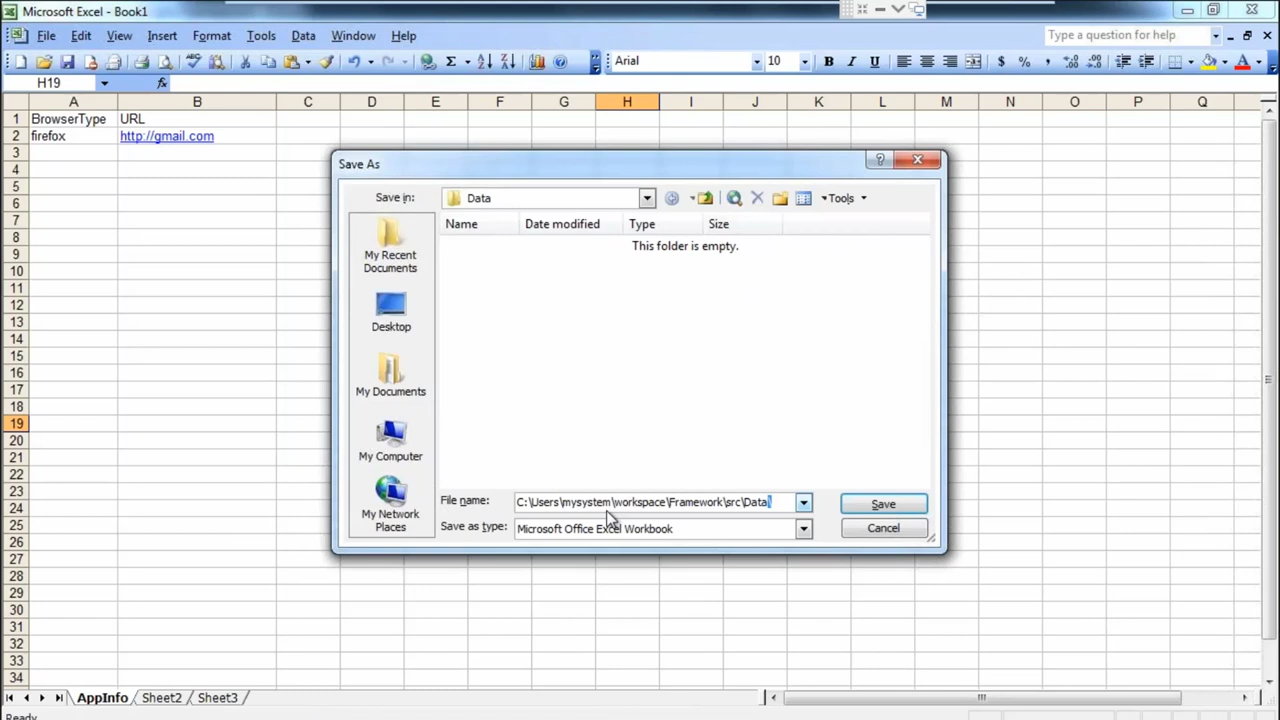 Microsoft Excel - Book1
File Edit View Insert Format Tools Data Window Help
Type a question for help
Arial 10 B I U $ %
H19 fx
A B C D E F G H I J K L M N O P Q
1 BrowserType URL
2 firefox http://gmail.com
3
4
5
6
7
8
9
10
11
12
13
14
15
16
17
18
19
20
21
22
23
24
25
26
27
28
29
30
31
32
33
34
Save As
Save in: Data Tools
Name Date modified Type Size
This folder is empty.
My Recent
Documents
Desktop
My Documents
My Computer
My Network
Places
File name: C:\Users\mysystem\workspace\Framework\src\Data\
Save as type: Microsoft Office Excel Workbook
Save
Cancel
AppInfo Sheet2 Sheet3
Ready